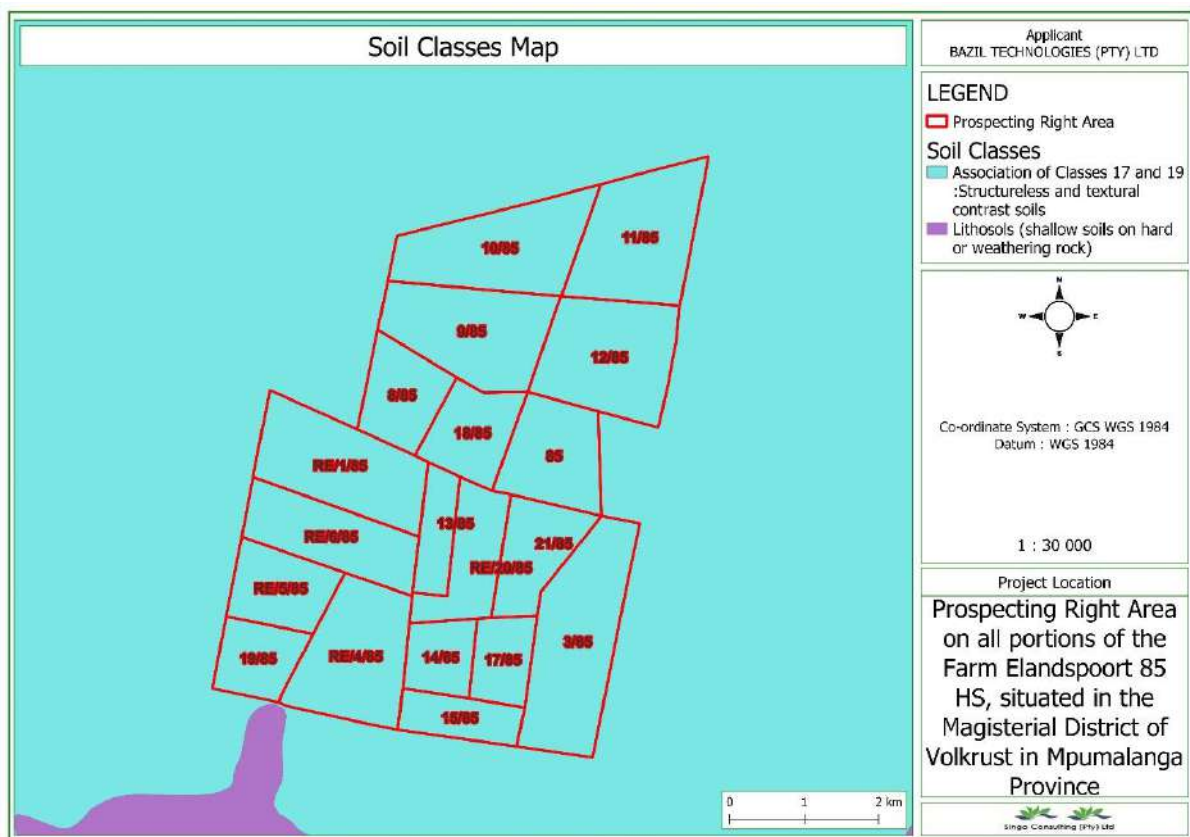 Soil Classes Map
10/85
11/85
9/85
12/85
8/85
18/85
85
RE/1/85
13/85
RE/6/85
21/85
RE/20/85
RE/5/85
3/85
19/85
RE/4/85
14/85
17/85
15/85
0 1 2 km
Applicant
BAZIL TECHNOLOGIES (PTY) LTD
LEGEND
Prospecting Right Area
Soil Classes
Association of Classes 17 and 19
:Structureless and textural
contrast soils
Lithosols (shallow soils on hard
or weathering rock)
N
W E
S
Co-ordinate System : GCS WGS 1984
Datum : WGS 1984
1 : 30 000
Project Location
Prospecting Right Area
on all portions of the
Farm Elandspoort 85
HS, situated in the
Magisterial District of
Volkrust in Mpumalanga
Province
Singo Consulting (Pty) Ltd